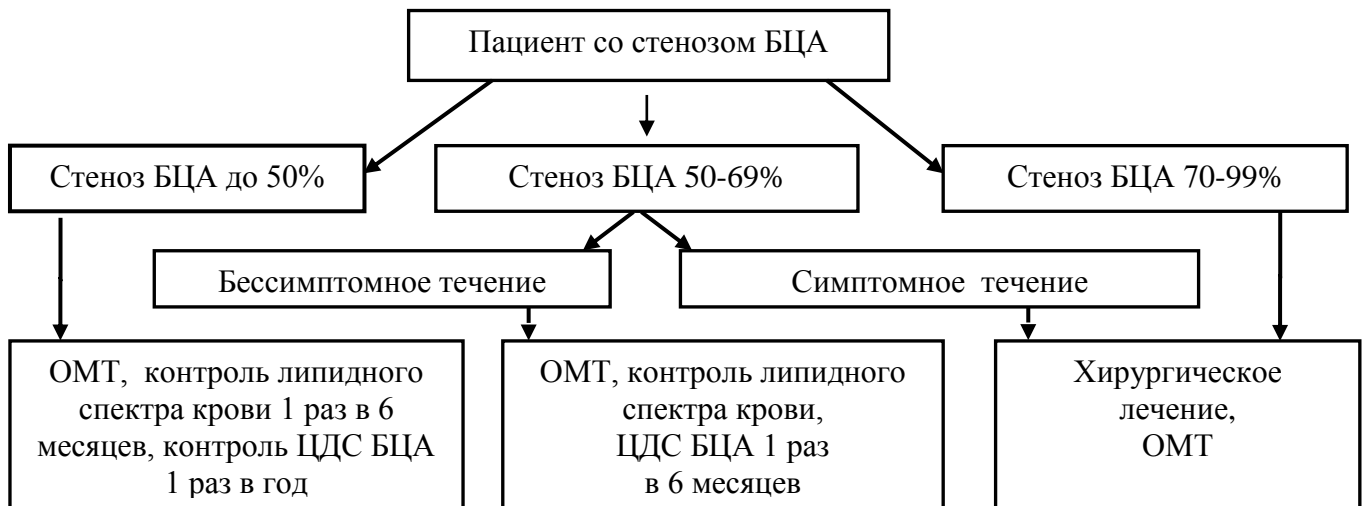 Пациент со стенозом БЦА
Стеноз БЦА до 50%
Стеноз БЦА 50-69%
Стеноз БЦА 70-99%
Бессимптомное течение
Симптомное течение
ОМТ, контроль липидного
спектра крови 1 раз в 6
месяцев, контроль ЦДС БЦА
1 раз в год
ОМТ, контроль липидного
спектра крови,
ЦДС БЦА 1 раз
в 6 месяцев
Хирургическое
лечение,
ОМТ